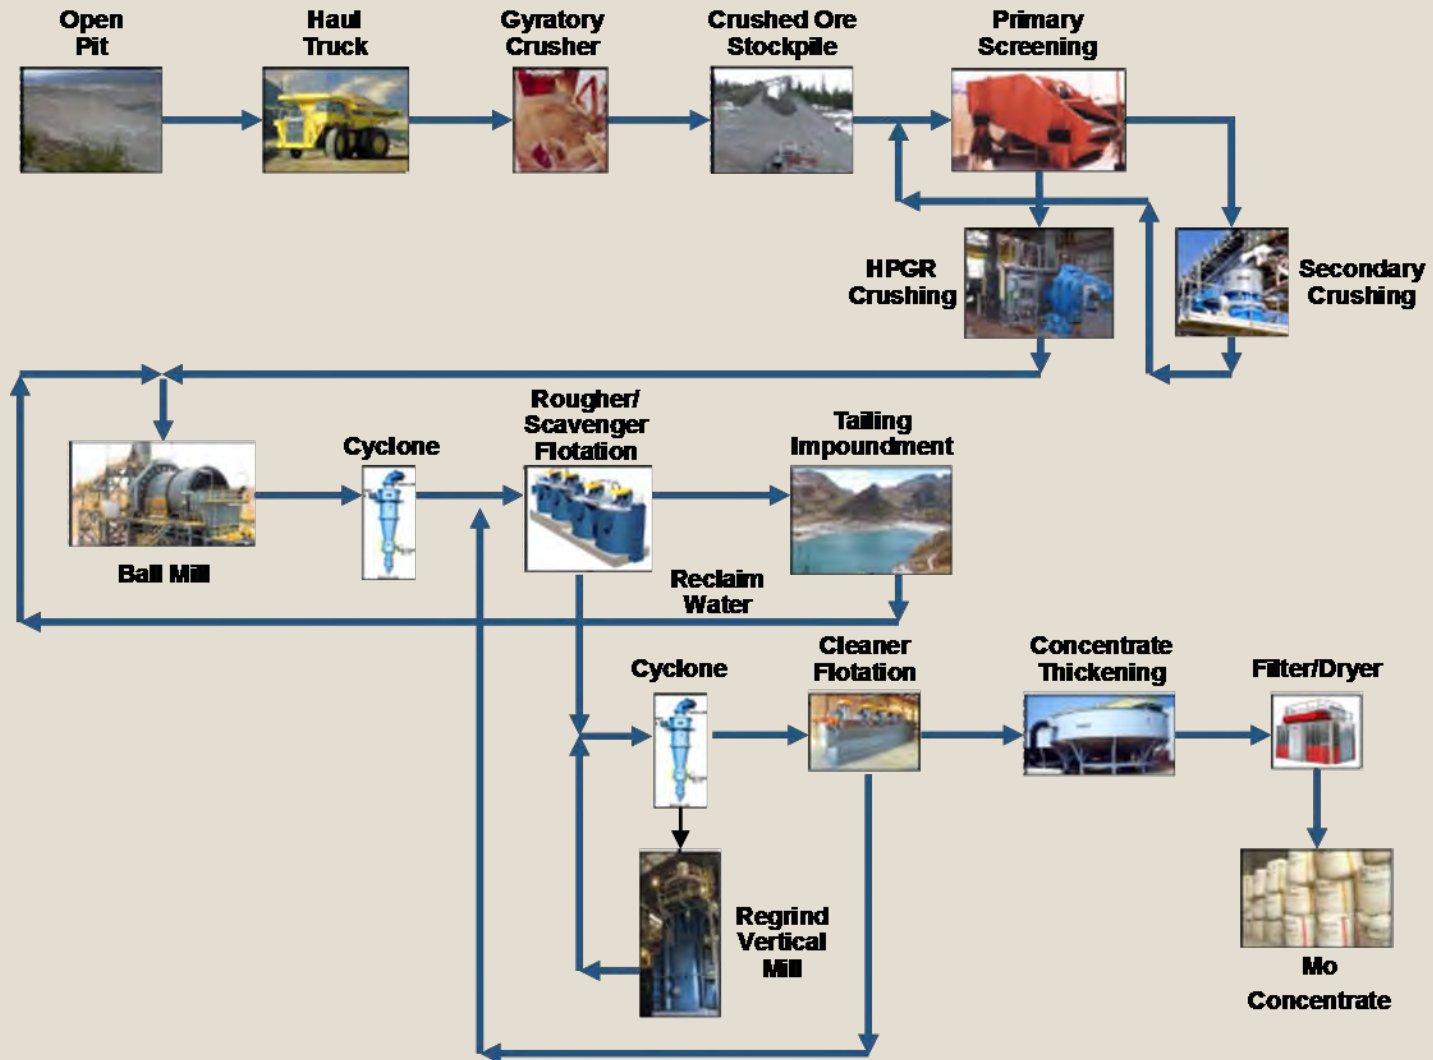 Open
Pit
Haul
Truck
Gyratory
Crusher
Crushed Ore
Stockpile
Primary
Screening
HPGR
Crushing
Secondary
Crushing
Ball Mill
Cyclone
Rougher/
Scavenger
Flotation
Tailing
Impoundment
Reclaim
Water
Cyclone
Cleaner
Flotation
Concentrate
Thickening
Filter/Dryer
Regrind
Vertical
Mill
Mo
Concentrate